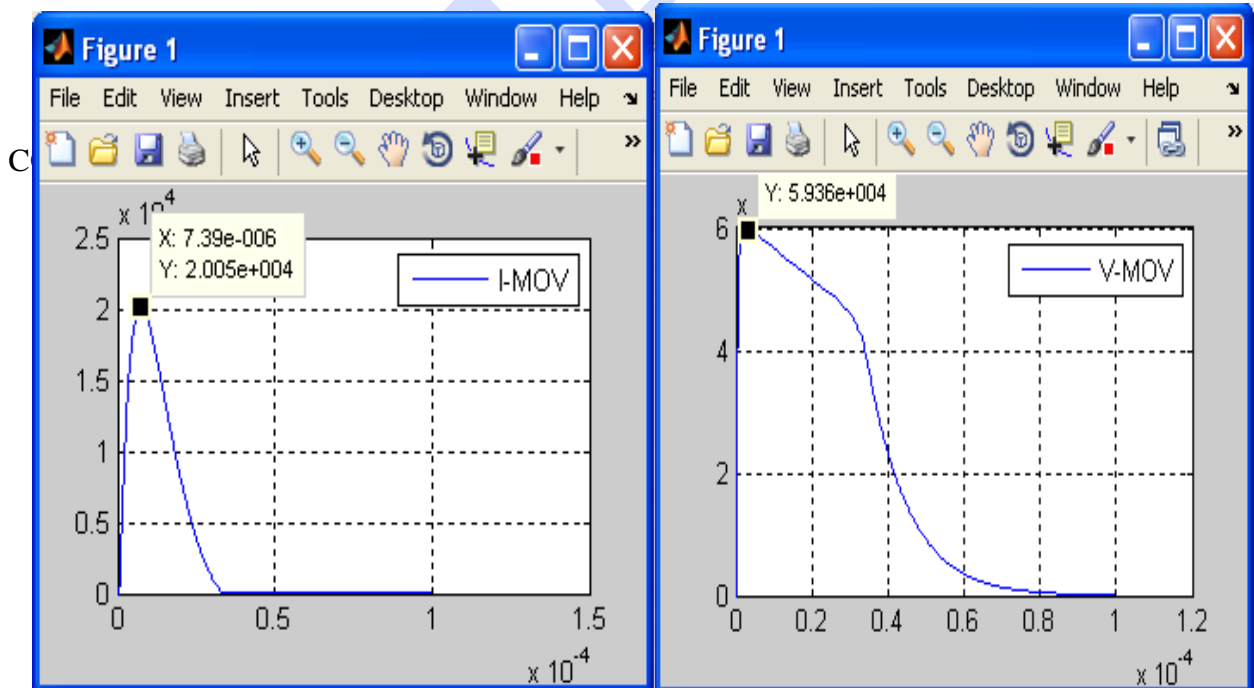 Figure 1
File Edit View Insert Tools Desktop Window Help
x 10^4
X: 7.39e-006
Y: 2.005e+004
I-MOV
2.5
2
1.5
1
0.5
0
0 0.5 1 1.5
x 10^-4
Figure 1
File Edit View Insert Tools Desktop Window Help
x
Y: 5.936e+004
V-MOV
6
4
2
0
0 0.2 0.4 0.6 0.8 1 1.2
x 10^-4